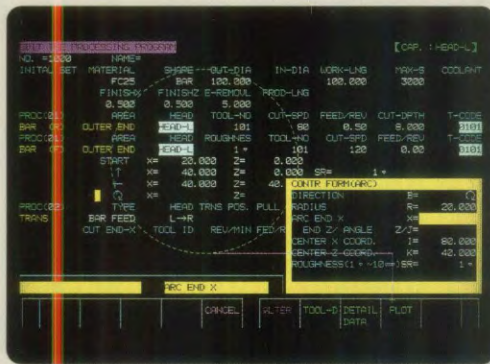 PROCESSING PROGRAM [CAP. :HEAD-L]
NO. =1000 NAME=
INITAL SET MATERIAL SHAPE OUT-DIA IN-DIA WORK-LNG MAX-S COOLANT
FC25 BAR 100.000 100.000 3000
FINISHX FINISHZ E-REMOVL PROD-LNG
0.500 0.500 5.000
PROC(01) AREA HEAD TOOL-NO CUT-SPD FEED/REV CUT-DPTH T-CODE
BAR OUTER END HEAD-L 101 80 0.50 8.000 0101
PROC(01) AREA HEAD ROUGHNES TOOL-NO CUT-SPD FEED/REV T-CODE
BAR OUTER END HEAD-L 1 101 120 0.00 0101
START X= 20.000 Z= 0.000
X= 40.000 Z= 0.000 SR= 1
X= 40.000 Z= 40.
X= Z=
PROC(02) TYPE HEAD TRNS POS. PULL
TRANS BAR FEED L→R
CUT END-X TOOL ID REV/MIN FEED/R
CONTR FORM(ARC)
DIRECTION B=
RADIUS R= 20.000
ARC END X X=
END Z/ ANGLE Z/J=
CENTER X COORD. I= 80.000
CENTER Z COORD. K= 40.000
ROUGHNESS(1 ~10 )SR= 1
ARC END X
CANCEL ALTER TOOL-D DETAIL PLOT
DATA